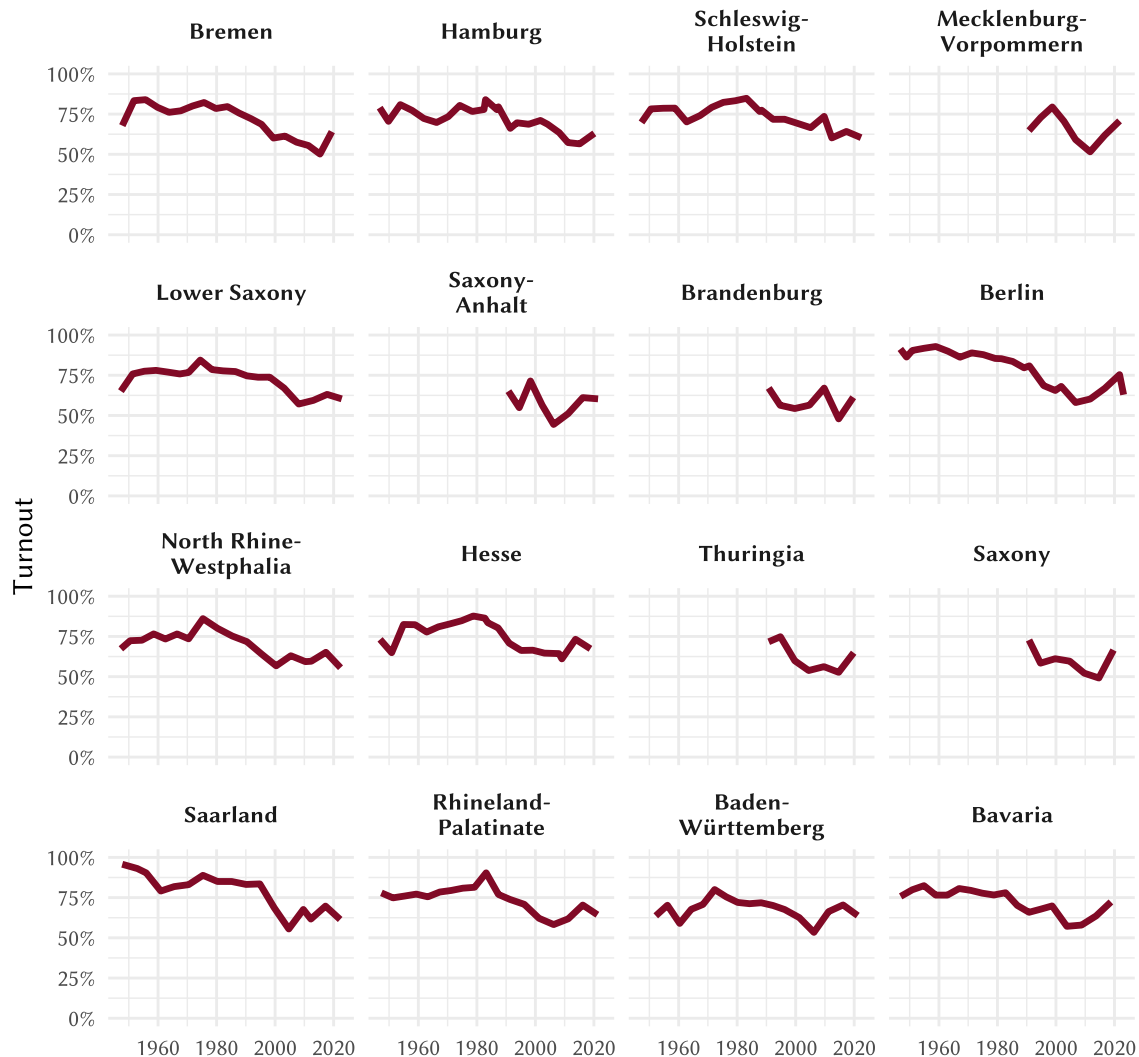 Bremen
Hamburg
Schleswig-
Holstein
Mecklenburg-
Vorpommern
100%
75%
50%
25%
0%
Lower Saxony
Saxony-
Anhalt
Brandenburg
Berlin
100%
75%
50%
25%
0%
Turnout
North Rhine-
Westphalia
Hesse
Thuringia
Saxony
100%
75%
50%
25%
0%
Saarland
Rhineland-
Palatinate
Baden-
Württemberg
Bavaria
100%
75%
50%
25%
0%
1960 1980 2000 2020
1960 1980 2000 2020
1960 1980 2000 2020
1960 1980 2000 2020